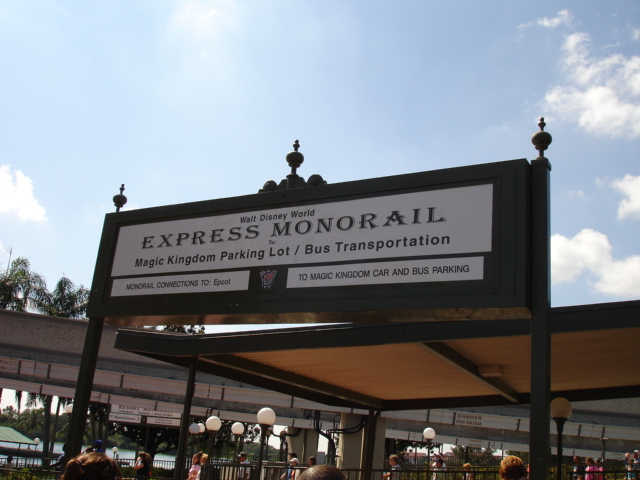 Walt Disney World
EXPRESS MONORAIL
To:
Magic Kingdom Parking Lot / Bus Transportation
MONORAIL CONNECTIONS TO: Epcot
TO MAGIC KINGDOM CAR AND BUS PARKING